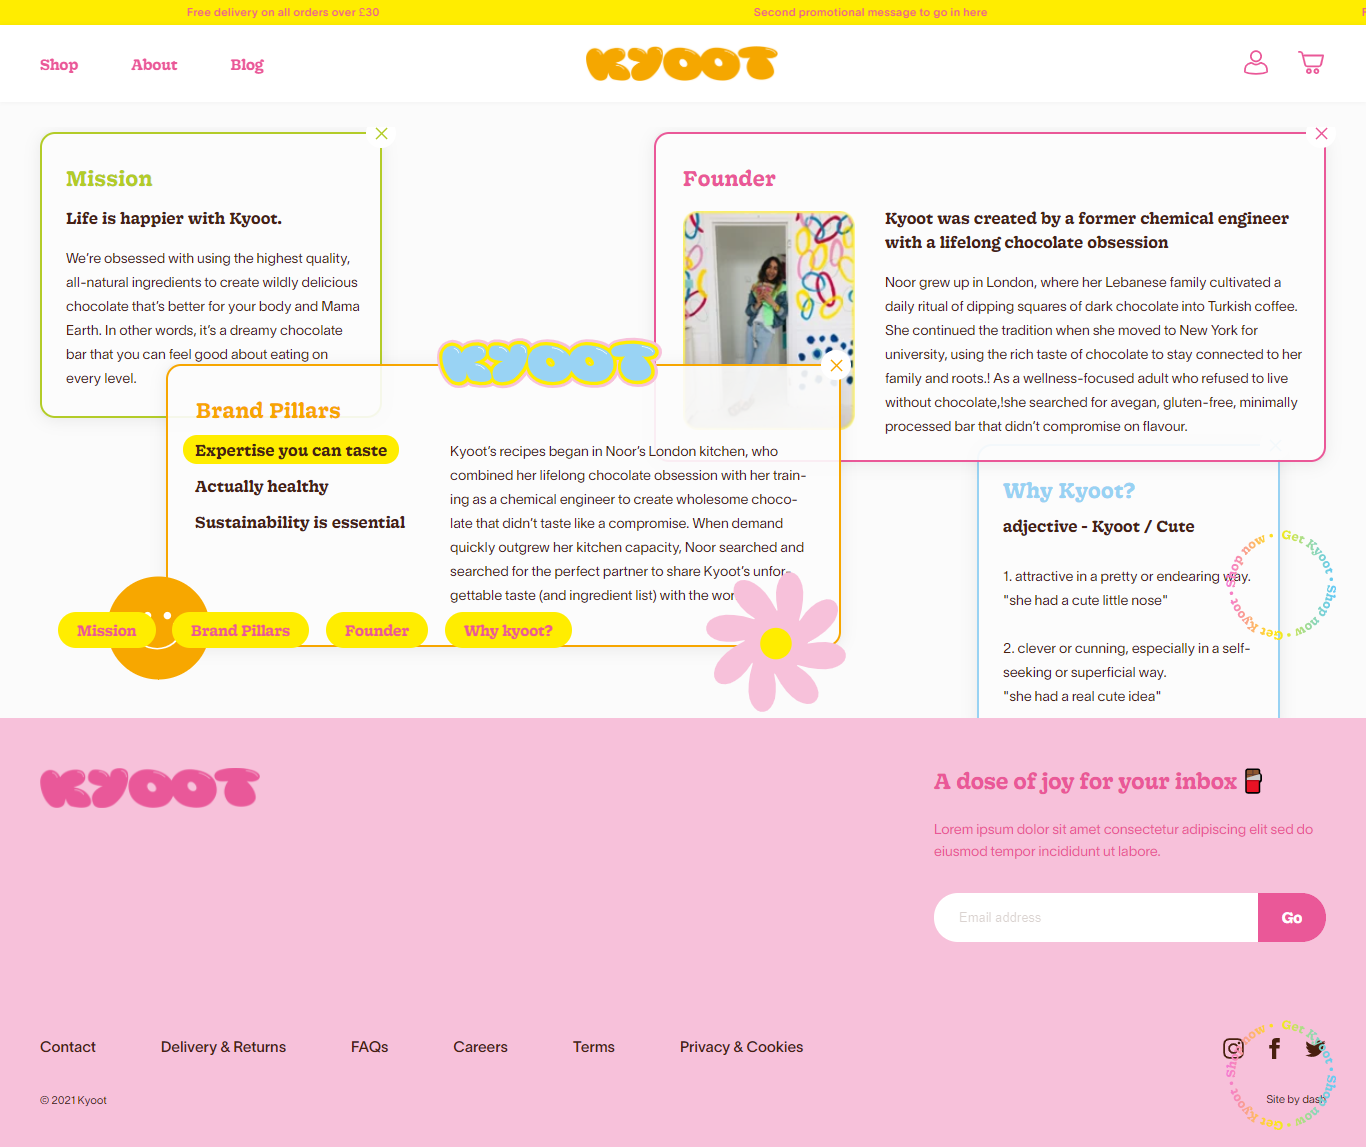 Free delivery on all orders over £30
Second promotional message to go in here
Shop
About
Blog
KYOOT
Mission
Life is happier with Kyoot.
We're obsessed with using the highest quality,
all-natural ingredients to create wildly delicious
chocolate that's better for your body and Mama
Earth. In other words, it's a dreamy chocolate
bar that you can feel good about eating on
every level.
Founder
Kyoot was created by a former chemical engineer
with a lifelong chocolate obsession
Noor grew up in London, where her Lebanese family cultivated a
daily ritual of dipping squares of dark chocolate into Turkish coffee.
She continued the tradition when she moved to New York for
university, using the rich taste of chocolate to stay connected to her
family and roots.! As a wellness-focused adult who refused to live
without chocolate,!she searched for avegan, gluten-free, minimally
processed bar that didn't compromise on flavour.
KYOOT
Brand Pillars
Expertise you can taste
Actually healthy
Sustainability is essential
Kyoot's recipes began in Noor's London kitchen, who
combined her lifelong chocolate obsession with her train-
ing as a chemical engineer to create wholesome choco-
late that didn't taste like a compromise. When demand
quickly outgrew her kitchen capacity, Noor searched and
searched for the perfect partner to share Kyoot's unfor-
gettable taste (and ingredient list) with the wor
Why Kyoot?
adjective - Kyoot / Cute
1. attractive in a pretty or endearing way.
"she had a cute little nose"
2. clever or cunning, especially in a self-
seeking or superficial way.
"she had a real cute idea"
Get Kyoot • Shop now • Get Kyoot • Shop now •
Mission
Brand Pillars
Founder
Why kyoot?
KYOOT
A dose of joy for your inbox
Lorem ipsum dolor sit amet consectetur adipiscing elit sed do
eiusmod tempor incididunt ut labore.
Email address
Go
Contact
Delivery & Returns
FAQs
Careers
Terms
Privacy & Cookies
Get Kyoot • Shop now • Get Kyoot • Shop now •
© 2021 Kyoot
Site by dash